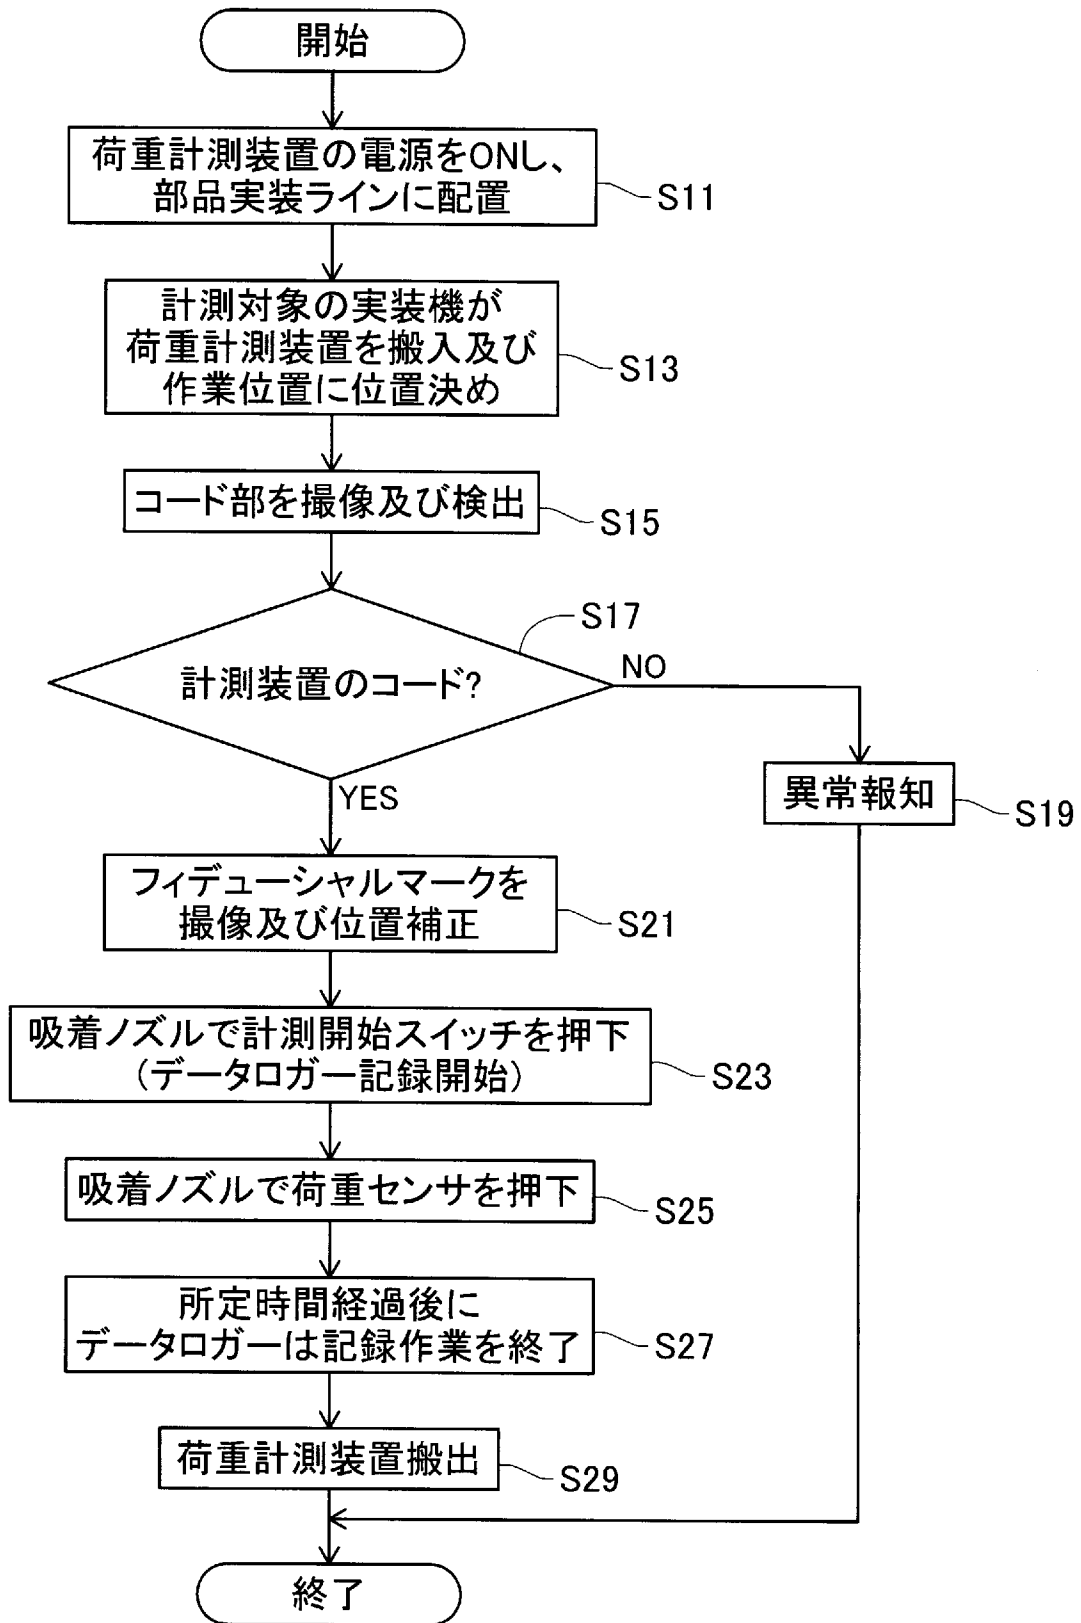 開始
荷重計測装置の電源をONし、
部品実装ラインに配置
S11
計測対象の実装機が
荷重計測装置を搬入及び
作業位置に位置決め
S13
コード部を撮像及び検出
S15
S17
計測装置のコード?
NO
YES
異常報知
S19
フィデューシャルマークを
撮像及び位置補正
S21
吸着ノズルで計測開始スイッチを押下
(データロガー記録開始)
S23
吸着ノズルで荷重センサを押下
S25
所定時間経過後に
データロガーは記録作業を終了
S27
荷重計測装置搬出
S29
終了